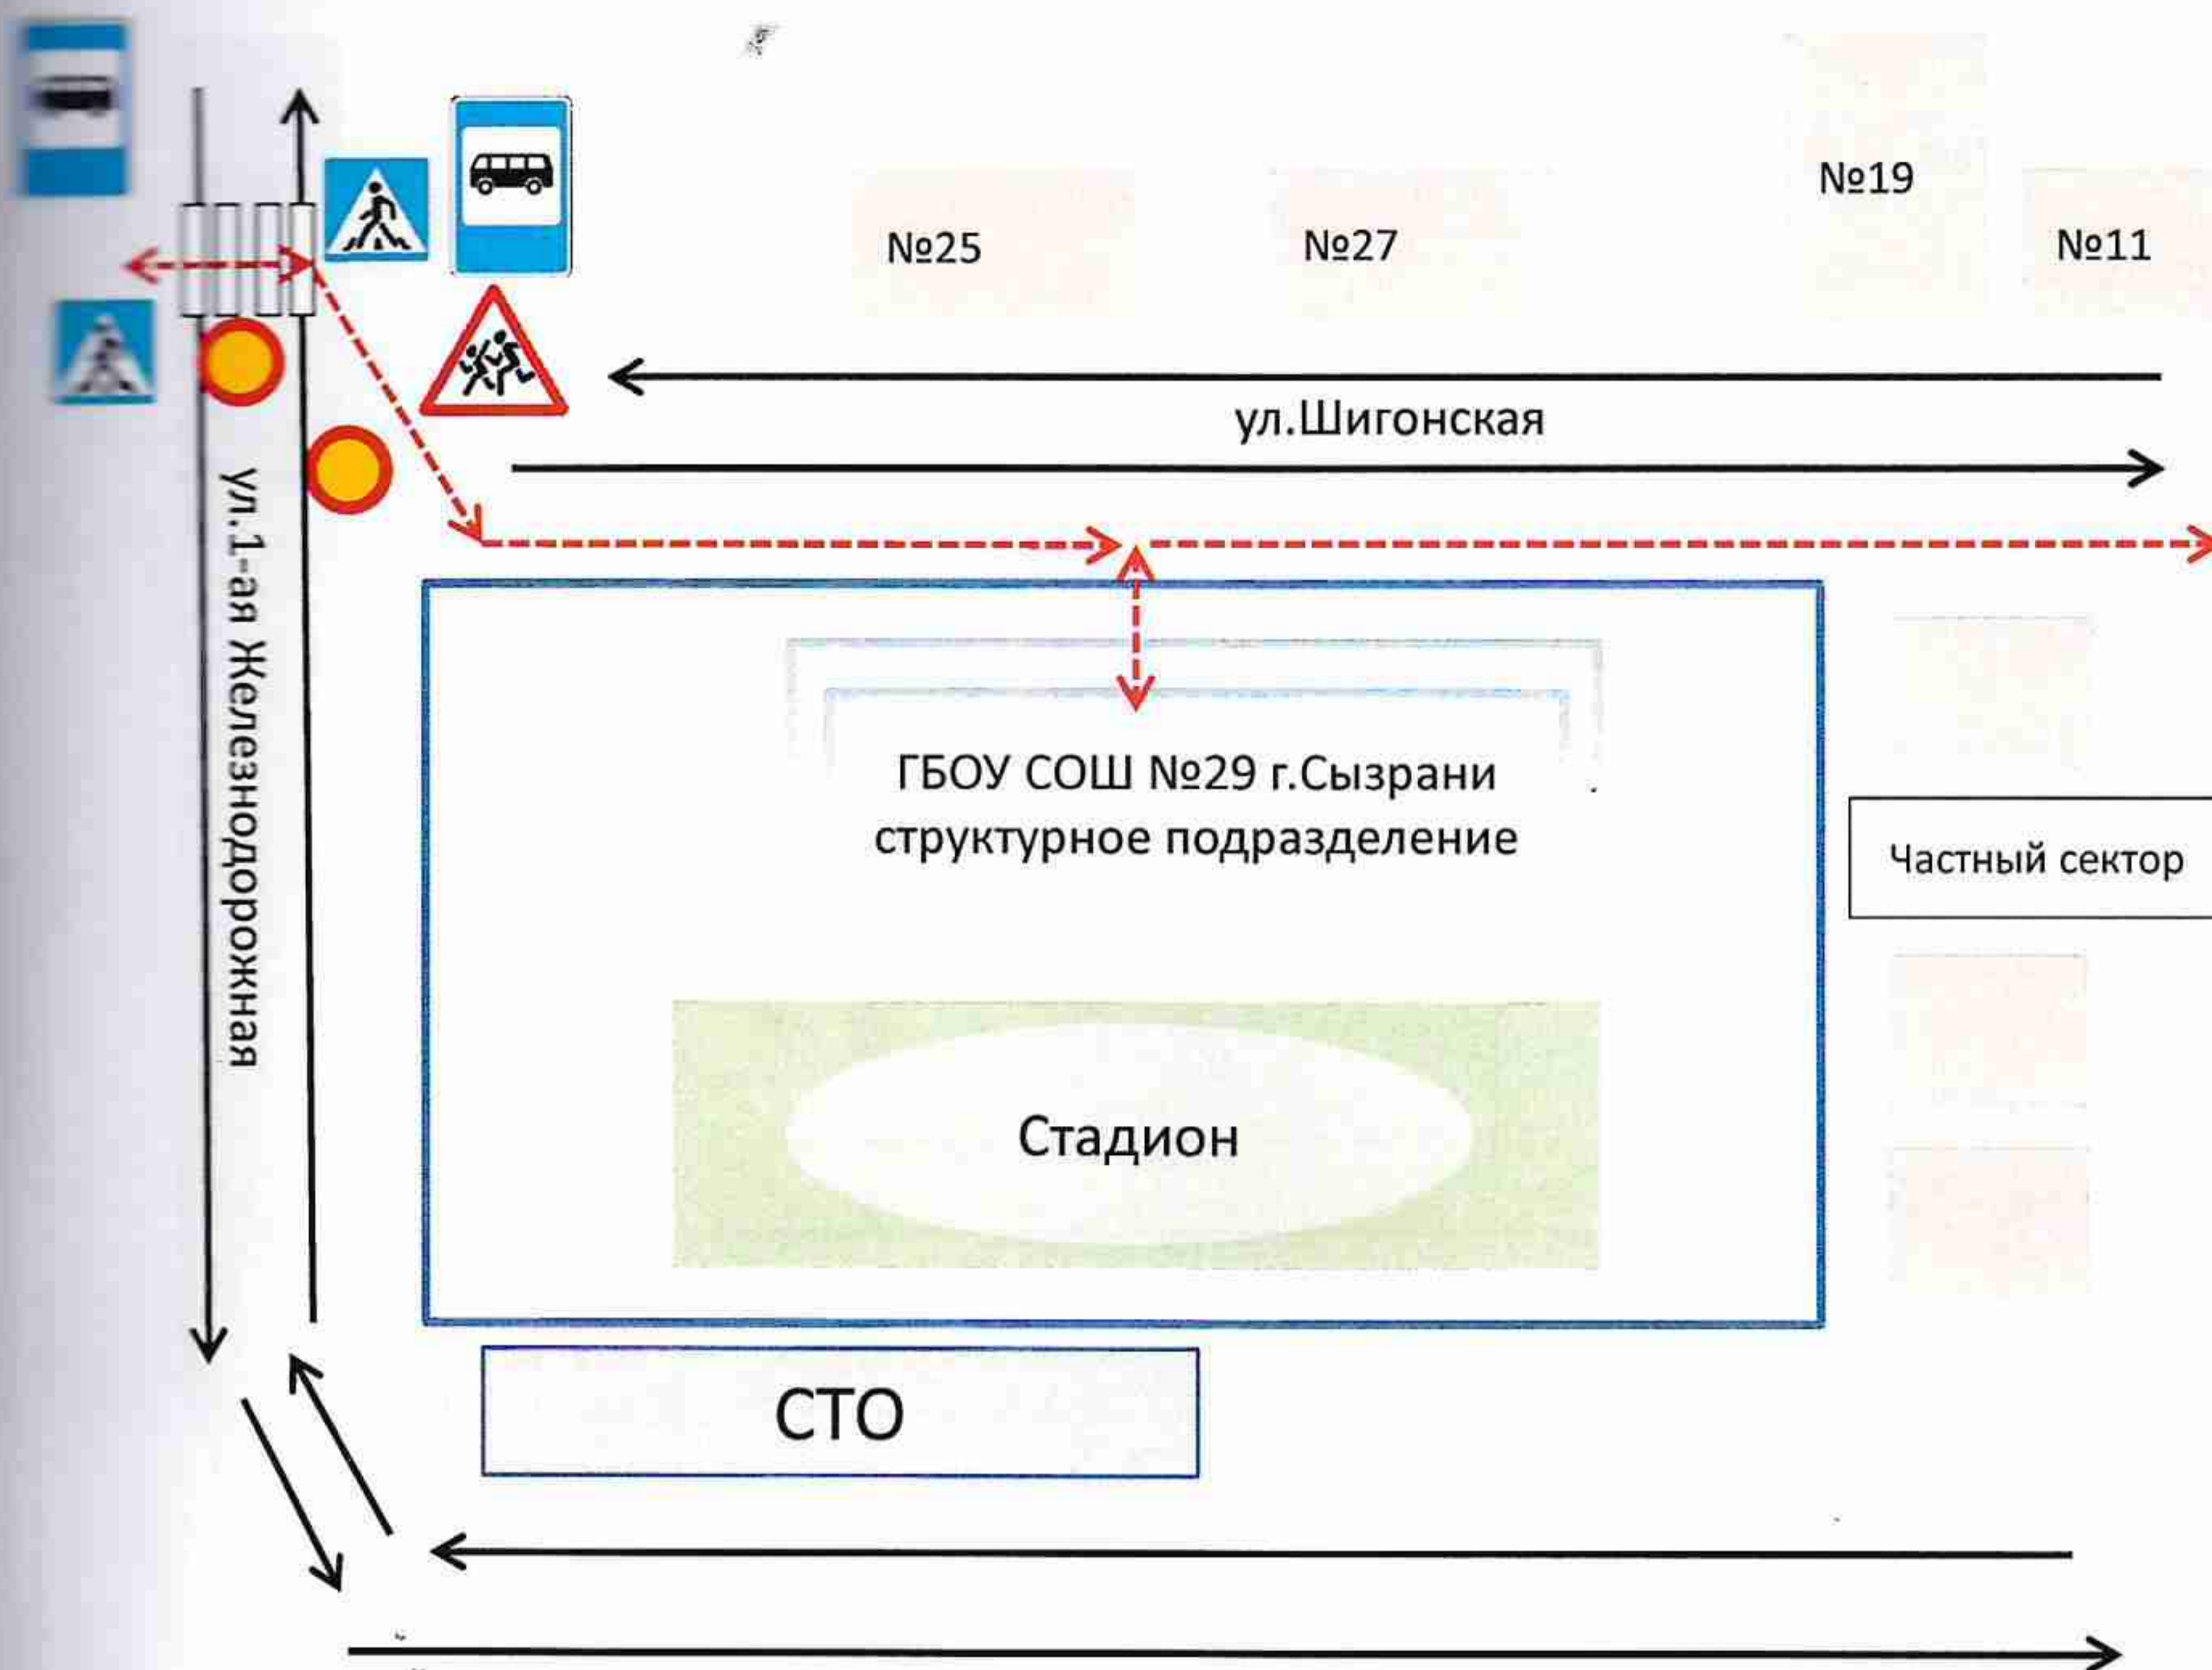 №19
№25
№27
№11
ул.Шигонская
ул.1-ая Железнодорожная
ГБОУ СОШ №29 г.Сызрани
структурное подразделение
Частный сектор
Стадион
СТО